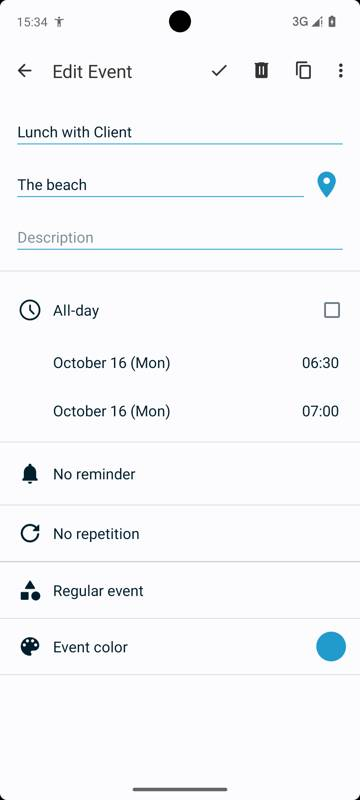 15:34
3G
Edit Event
Lunch with Client
The beach
Description
All-day
October 16 (Mon) 06:30
October 16 (Mon) 07:00
No reminder
No repetition
Regular event
Event color